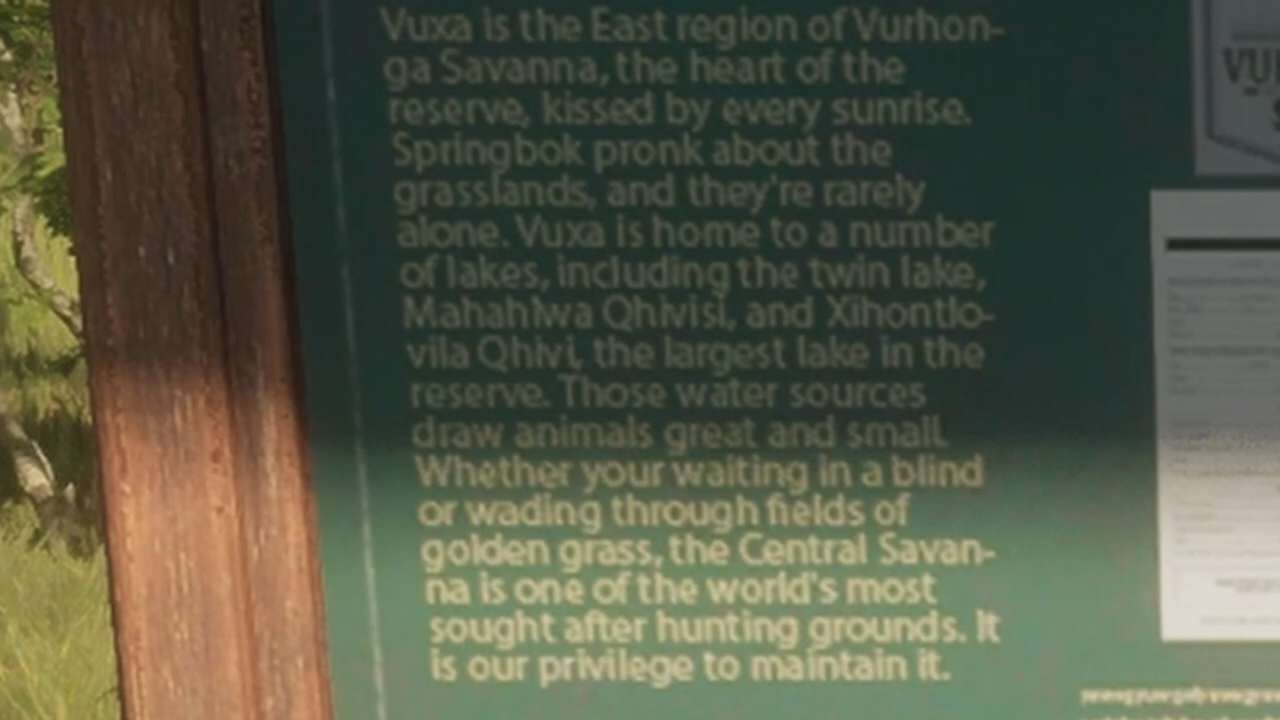 Vuxa is the East region of Vurhon-
ga Savanna, the heart of the
reserve, kissed by every sunrise.
Springbok pronk about the
grasslands, and they're rarely
alone. Vuxa is home to a number
of lakes, including the twin lake,
Mahahlwa Qhivisi, and Xihontlo-
vila Qhivi, the largest lake in the
reserve. Those water sources
draw animals great and small.
Whether your waiting in a blind
or wading through fields of
golden grass, the Central Savan-
na is one of the world's most
sought after hunting grounds. It
is our privilege to maintain it.